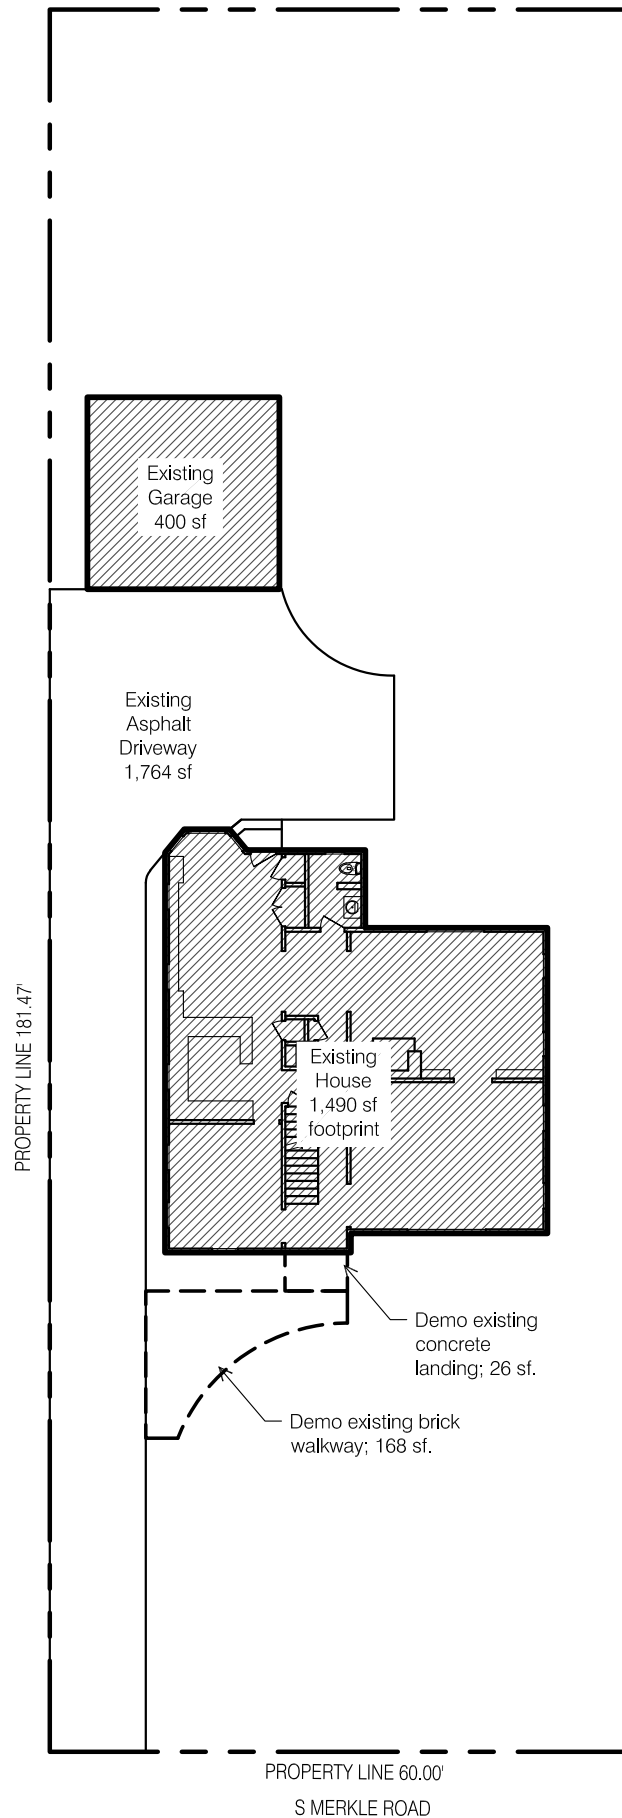 Existing
Garage
400 sf
Existing
Asphalt
Driveway
1,764 sf
Existing
House
1,490 sf
footprint
PROPERTY LINE 181.47'
Demo existing
concrete
landing; 26 sf.
Demo existing brick
walkway; 168 sf.
PROPERTY LINE 60.00'
S MERKLE ROAD